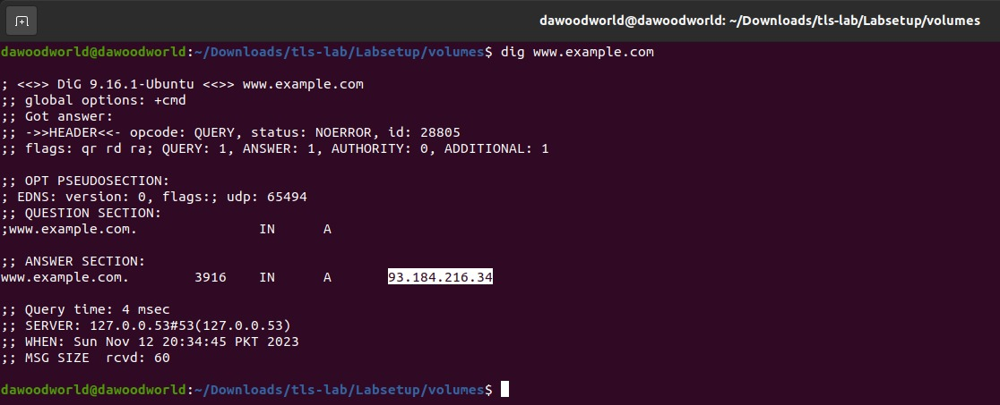 dawoodworld@dawoodworld: ~/Downloads/tls-lab/Labsetup/volumes
dawoodworld@dawoodworld:~/Downloads/tls-lab/Labsetup/volumes$ dig www.example.com
; <<>> DiG 9.16.1-Ubuntu <<>> www.example.com
;; global options: +cmd
;; Got answer:
;; ->>HEADER<<- opcode: QUERY, status: NOERROR, id: 28805
;; flags: qr rd ra; QUERY: 1, ANSWER: 1, AUTHORITY: 0, ADDITIONAL: 1
;; OPT PSEUDOSECTION:
; EDNS: version: 0, flags:; udp: 65494
;; QUESTION SECTION:
;www.example.com. IN A
;; ANSWER SECTION:
www.example.com. 3916 IN A 93.184.216.34
;; Query time: 4 msec
;; SERVER: 127.0.0.53#53(127.0.0.53)
;; WHEN: Sun Nov 12 20:34:45 PKT 2023
;; MSG SIZE  rcvd: 60
dawoodworld@dawoodworld:~/Downloads/tls-lab/Labsetup/volumes$